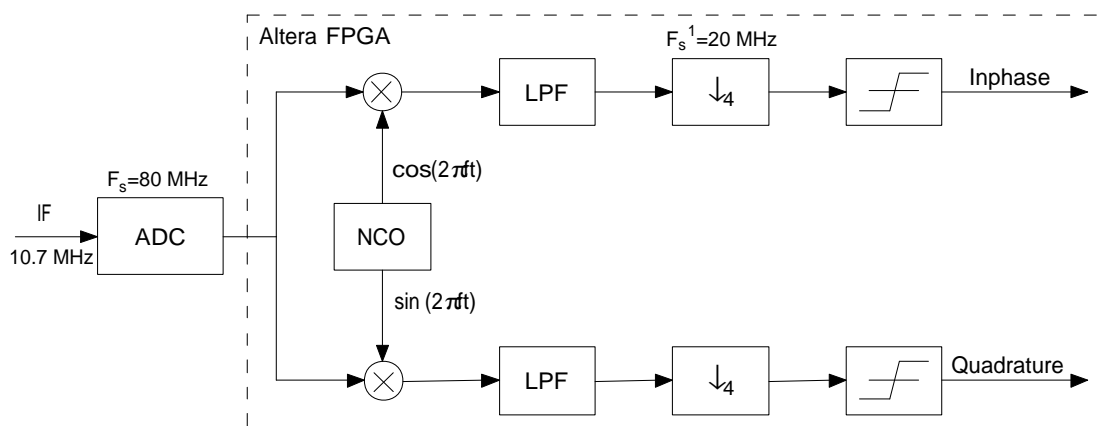 Altera FPGA
F_s^1=20 MHz
LPF
↓4
Inphase
cos(2πft)
F_s=80 MHz
IF
10.7 MHz
ADC
NCO
sin (2πft)
LPF
↓4
Quadrature